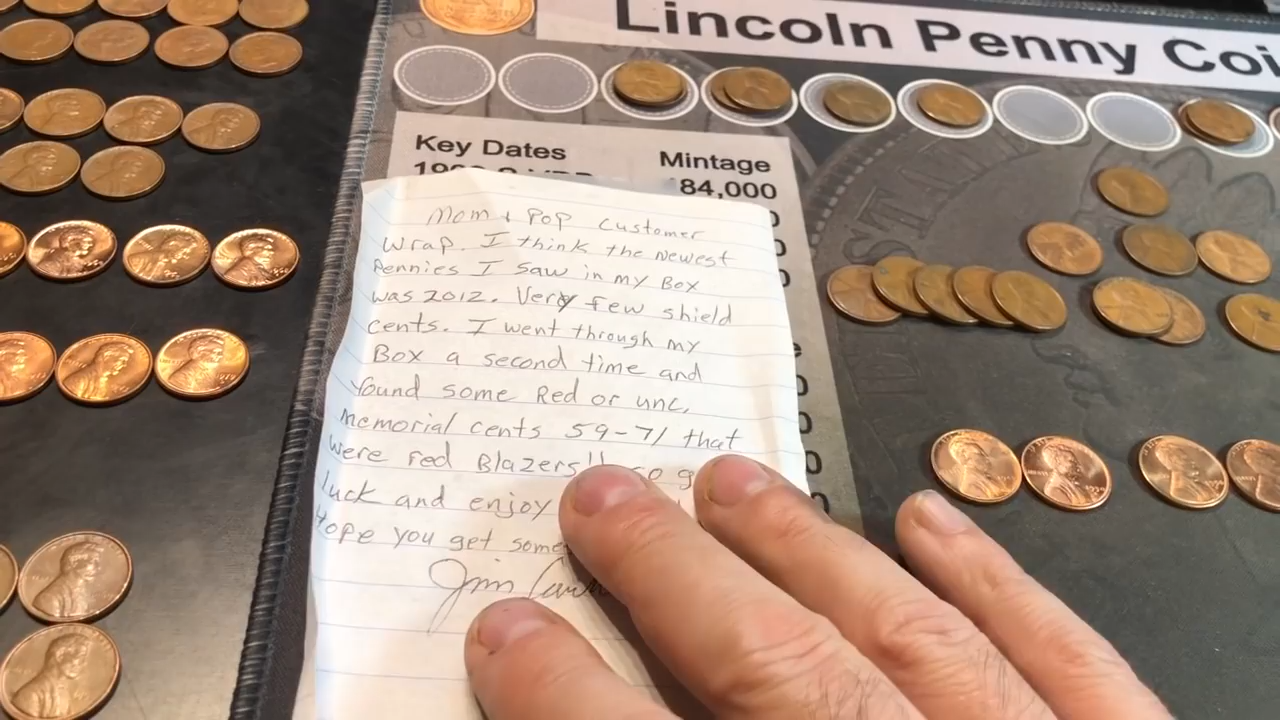 Lincoln Penny Coi
Key Dates
Mintage
84,000
Mom + Pop customer
wrap. I think the newest
Pennies I saw in my Box
was 2012. Very few shield
cents. I went through my
Box a second time and
found some Red or unc,
memorial cents 59-71 that
were red Blazers!! so g
luck and enjoy
Hope you get some
Jim